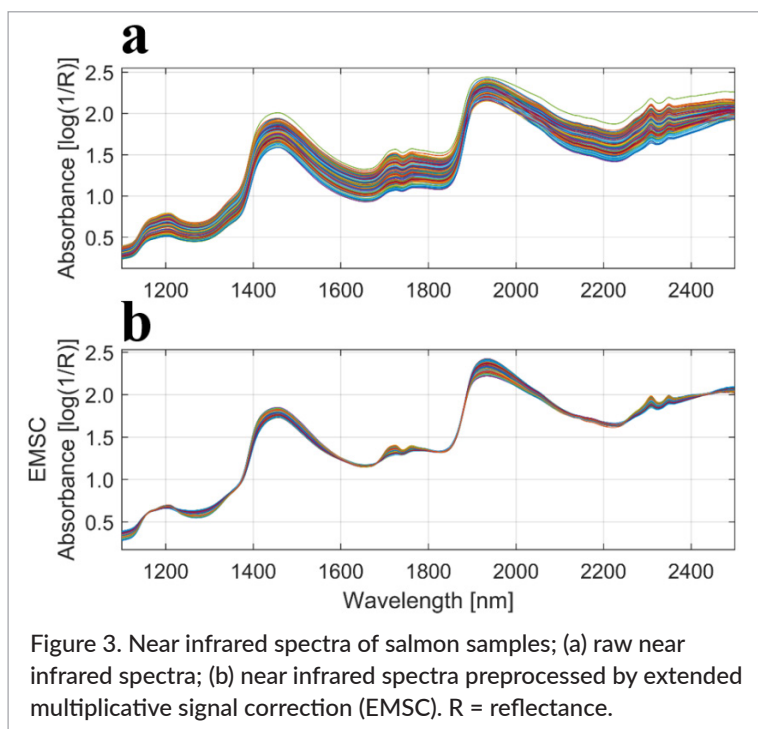 a
2.5
2.0
1.5
1.0
0.5
Absorbance [log(1/R)]
1200 1400 1600 1800 2000 2200 2400
b
2.5
2.0
1.5
1.0
0.5
EMSC
Absorbance [log(1/R)]
1200 1400 1600 1800 2000 2200 2400
Wavelength [nm]
Figure 3. Near infrared spectra of salmon samples; (a) raw near
infrared spectra; (b) near infrared spectra preprocessed by extended
multiplicative signal correction (EMSC). R = reflectance.